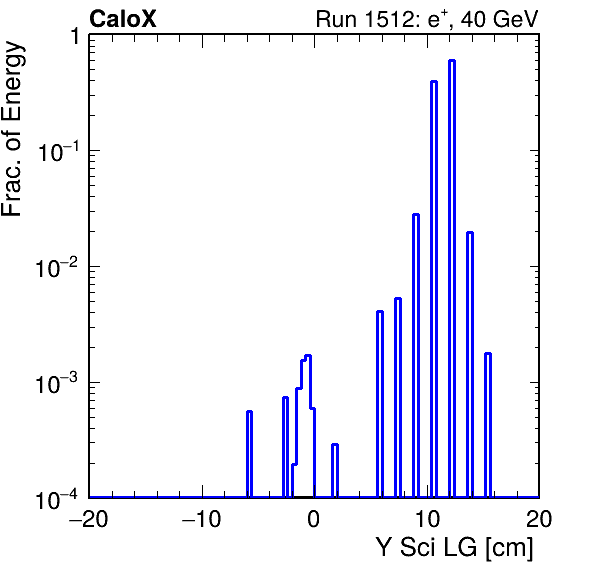 CaloX Run 1512: e⁺, 40 GeV
Frac. of Energy
1
10⁻¹
10⁻²
10⁻³
10⁻⁴
−20 −10 0 10 20
Y Sci LG [cm]